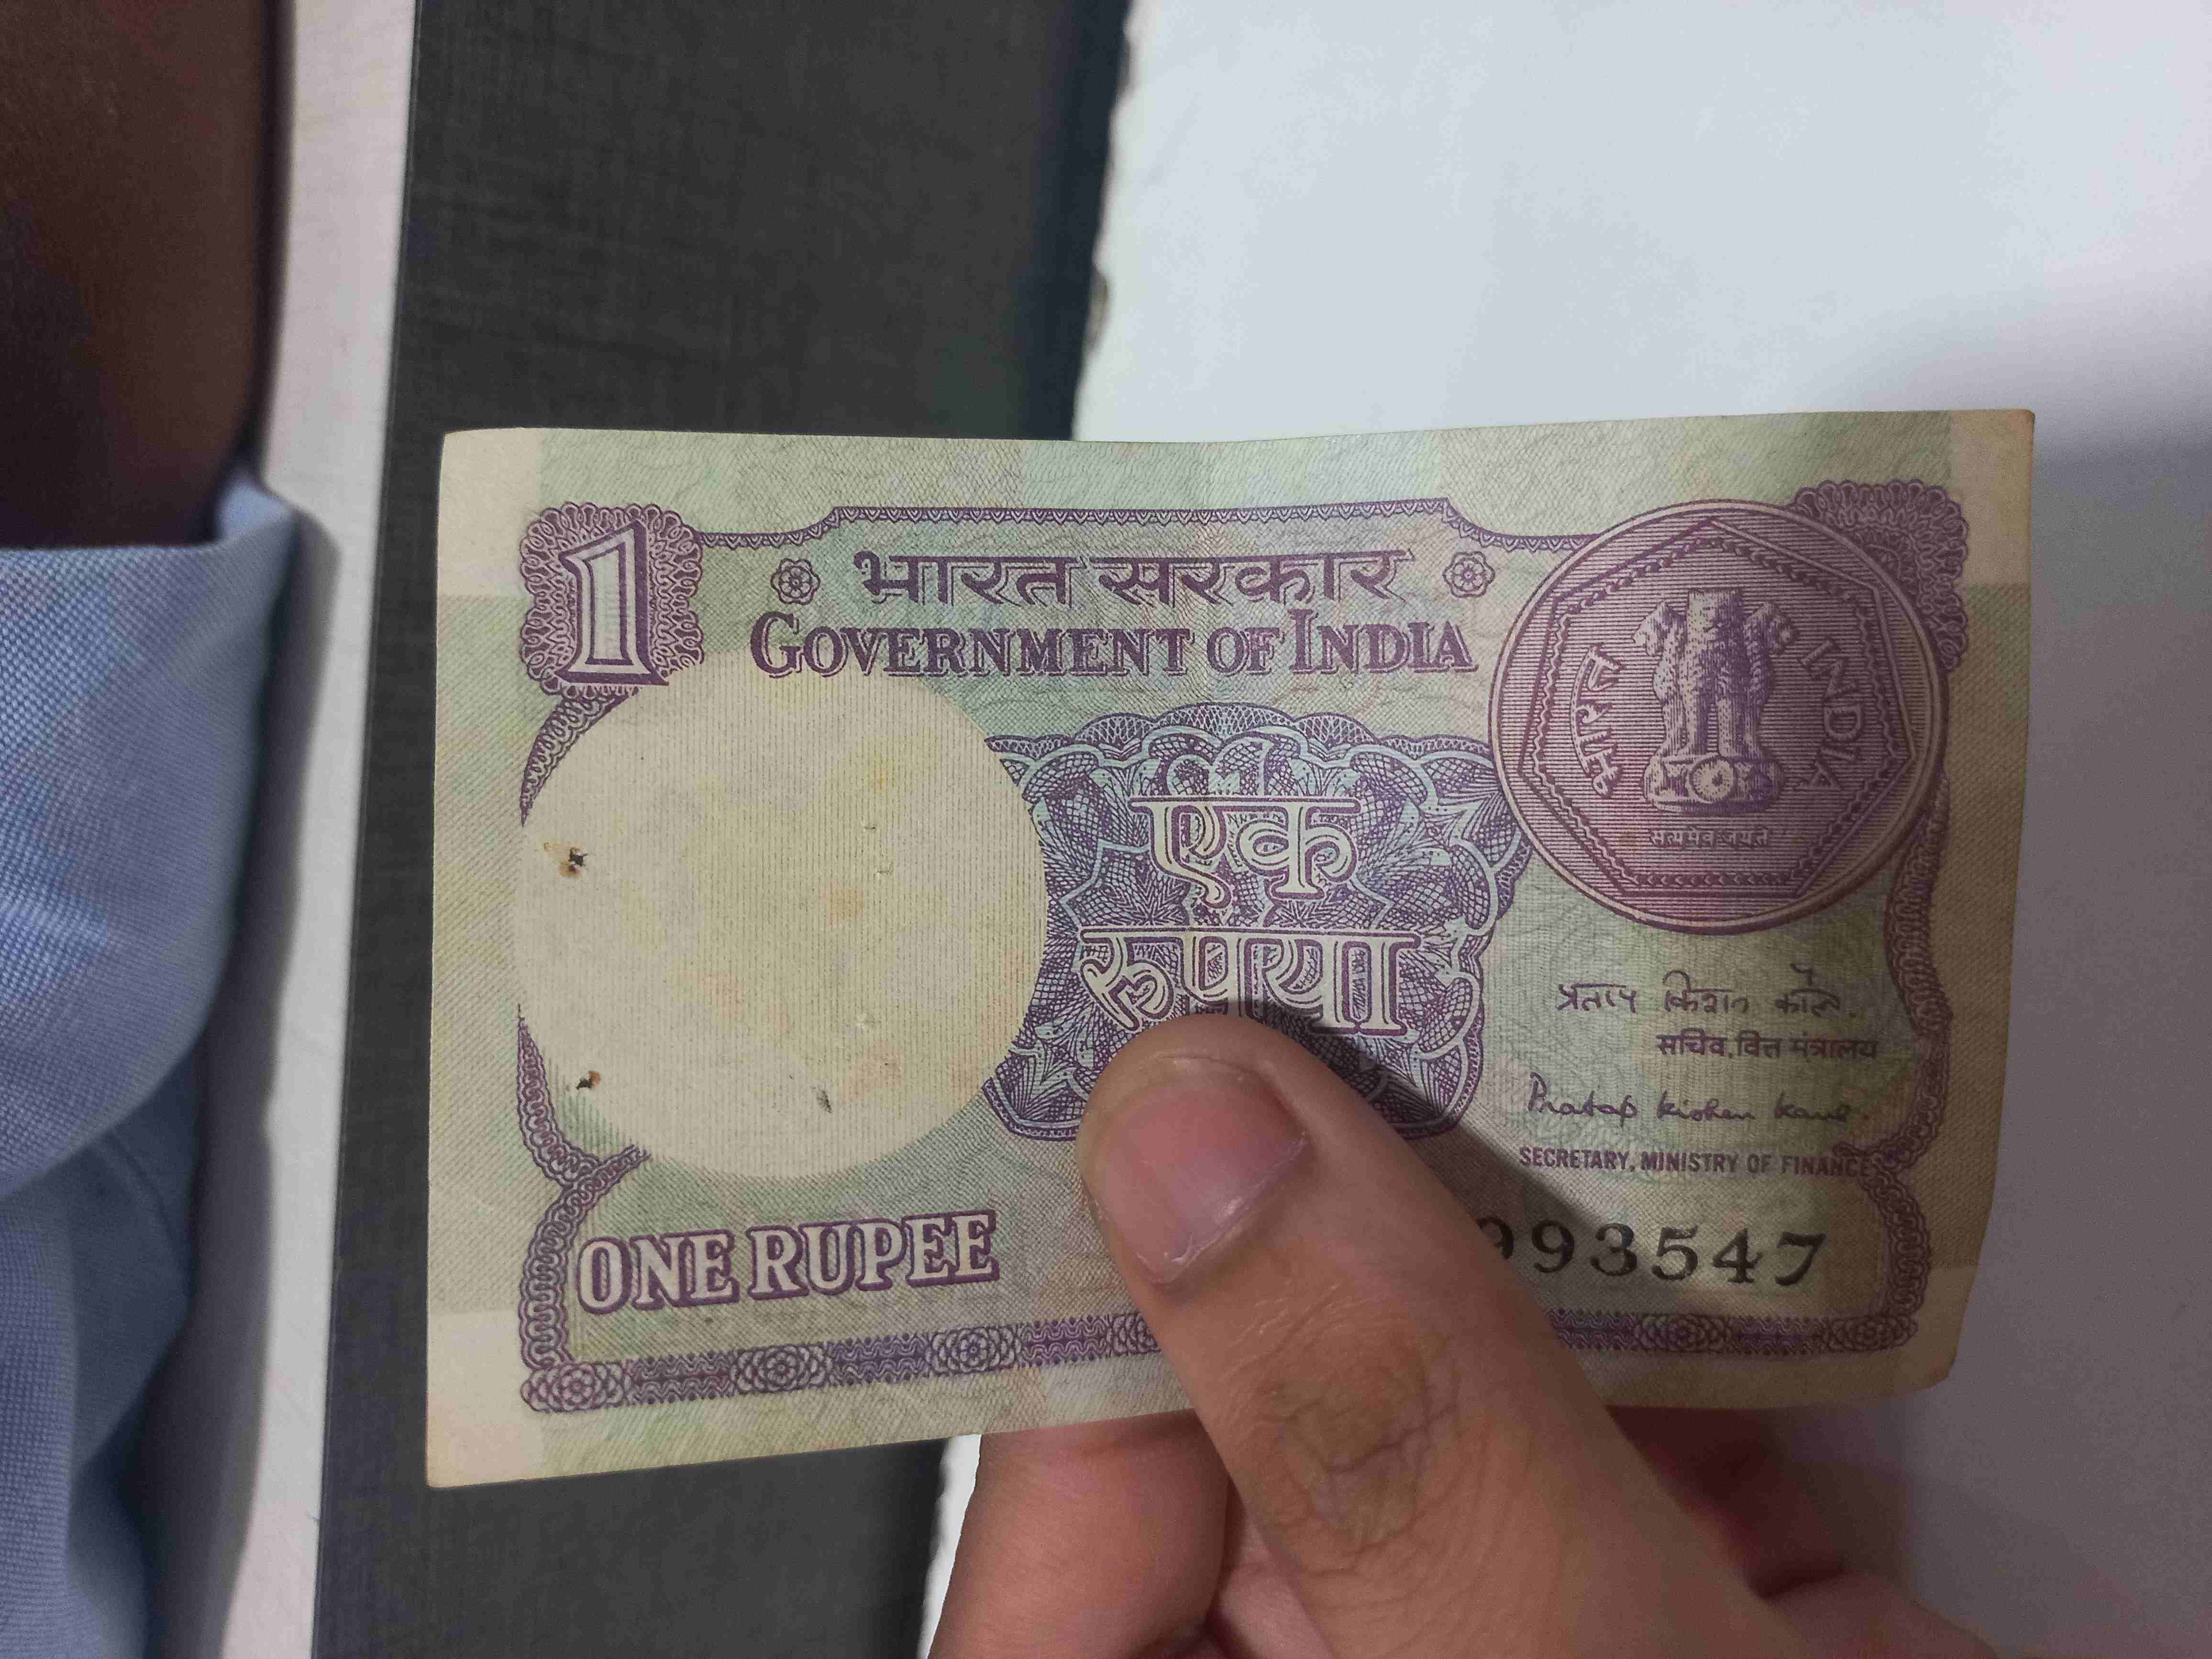 1
भारत सरकार
GOVERNMENT OF INDIA
भारत
INDIA
सत्यमेव जयते
एक
रुपया
प्रताप किशन कौल
सचिव, वित्त मंत्रालय
Pratap Kishen Kaul
SECRETARY, MINISTRY OF FINANCE
ONE RUPEE
993547